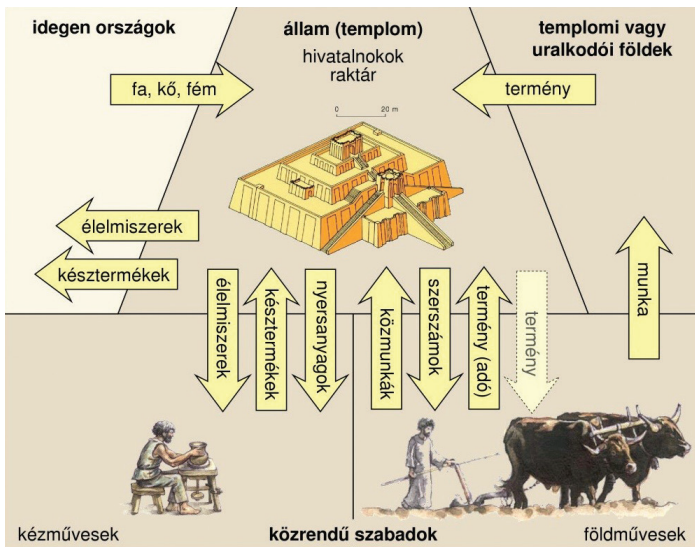 idegen országok
állam (templom)
hivatalnokok
raktár
templomi vagy
uralkodói földek
fa, kő, fém
termény
0 20 m
élelmiszerek
késztermékek
élelmiszerek
késztermékek
nyersanyagok
közmunkák
szerszámok
termény (adó)
termény
munka
kézművesek
közrendű szabadok
földművesek